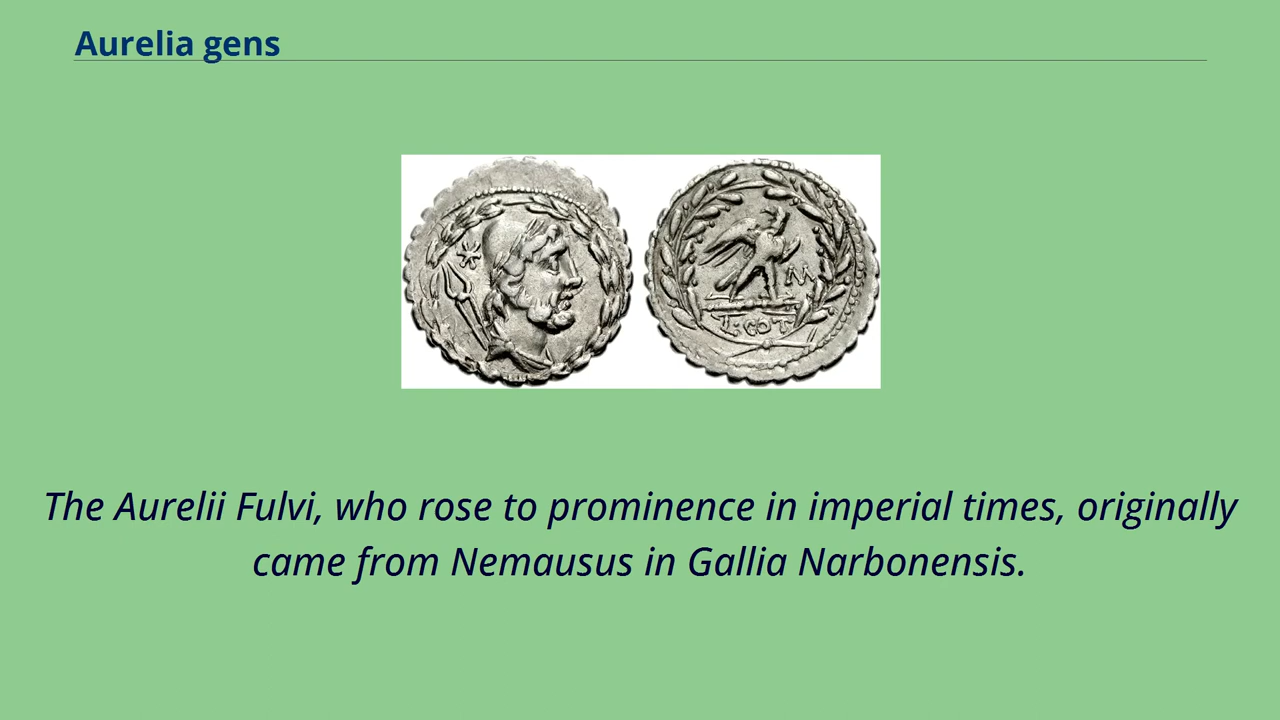 Aurelia gens
L·COT
The Aurelii Fulvi, who rose to prominence in imperial times, originally
came from Nemausus in Gallia Narbonensis.